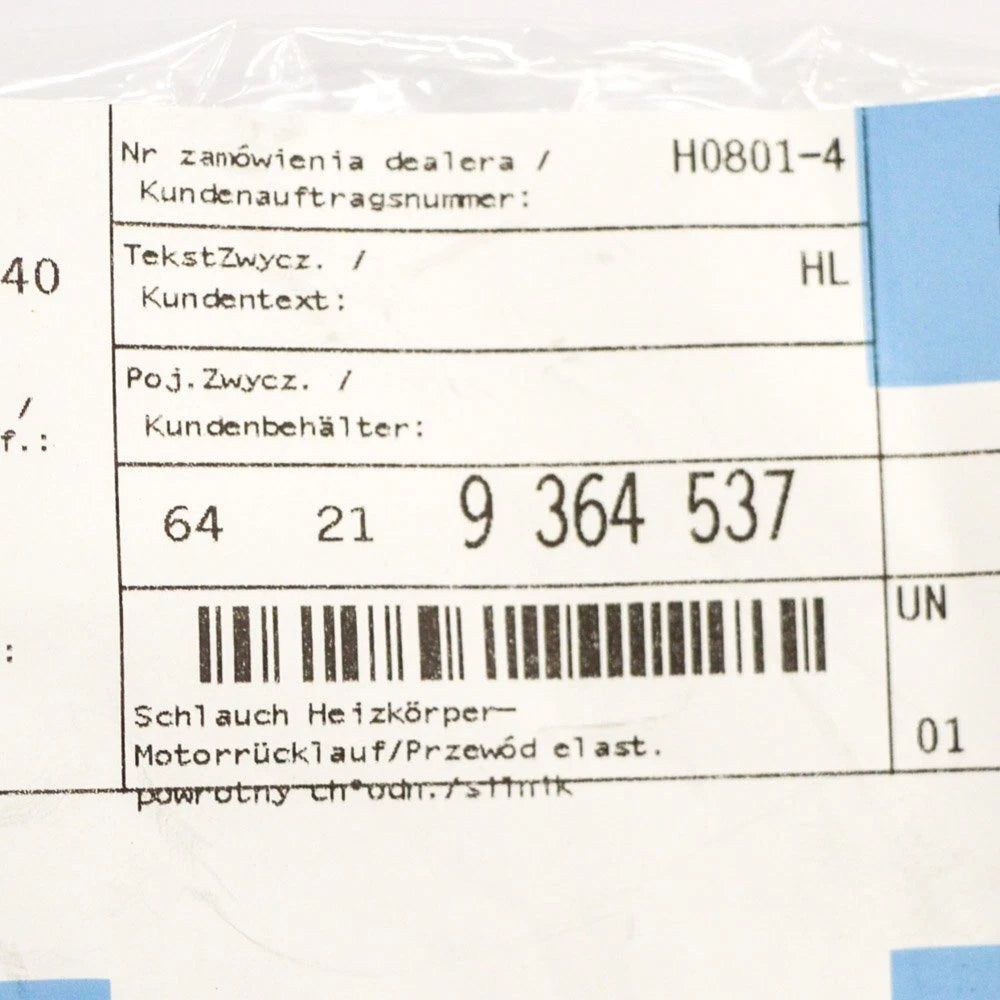 Nr zamówienia dealera / H0801-4
Kundenauftragsnummer:
40
TekstZwycz. / HL
Kundentext:
Poj.Zwycz. /
/
Kundenbehälter:
f.:
64 21 9 364 537
UN
:
Schlauch Heizkörper-
Motorrücklauf/Przewód elast.
01
powrotny